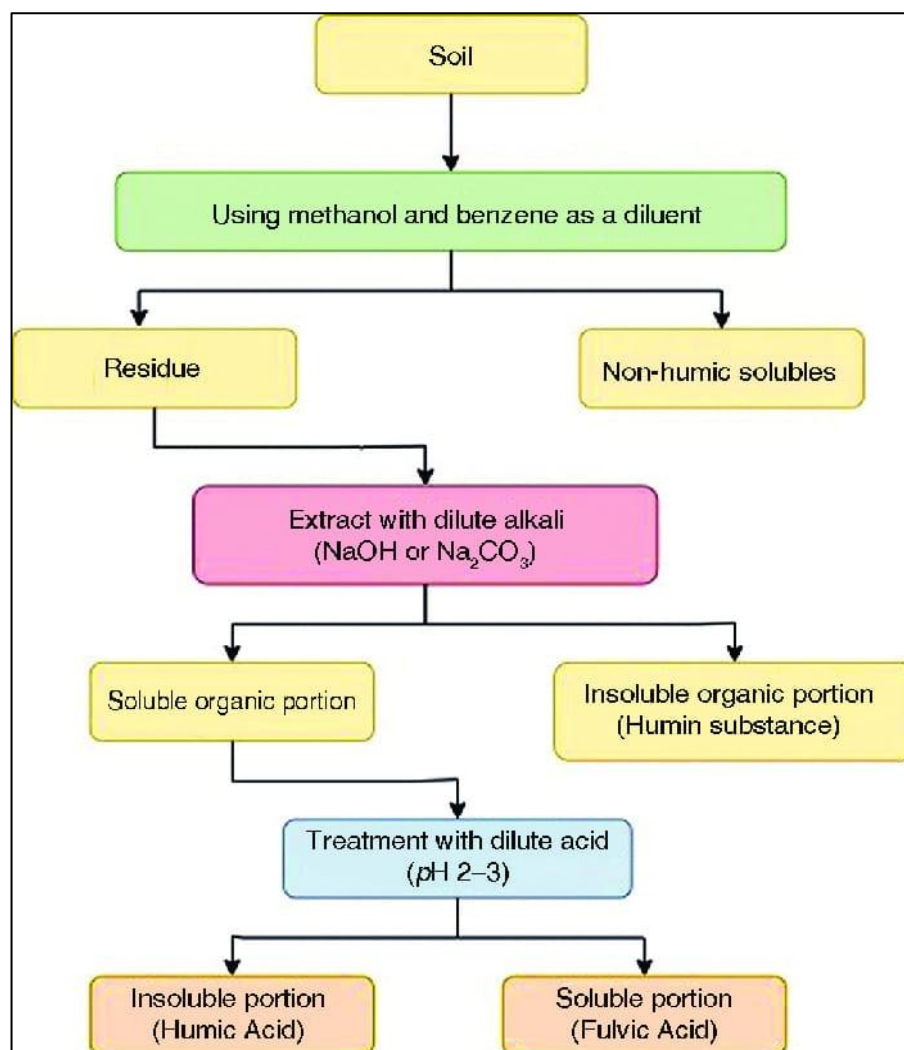 Soil
Using methanol and benzene as a diluent
Residue
Non-humic solubles
Extract with dilute alkali
(NaOH or Na₂CO₃)
Soluble organic portion
Insoluble organic portion
(Humin substance)
Treatment with dilute acid
(pH 2–3)
Insoluble portion
(Humic Acid)
Soluble portion
(Fulvic Acid)